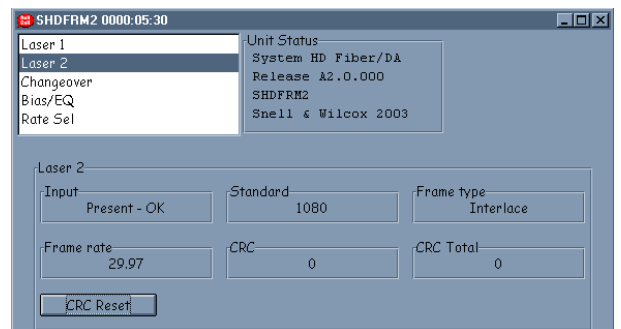 SHDFRM2 0000:05:30
Laser 1
Laser 2
Changeover
Bias/EQ
Rate Sel
Unit Status
System HD Fiber/DA
Release A2.0.000
SHDFRM2
Snell & Wilcox 2003
Laser 2
Input
Present - OK
Standard
1080
Frame type
Interlace
Frame rate
29.97
CRC
0
CRC Total
0
CRC Reset